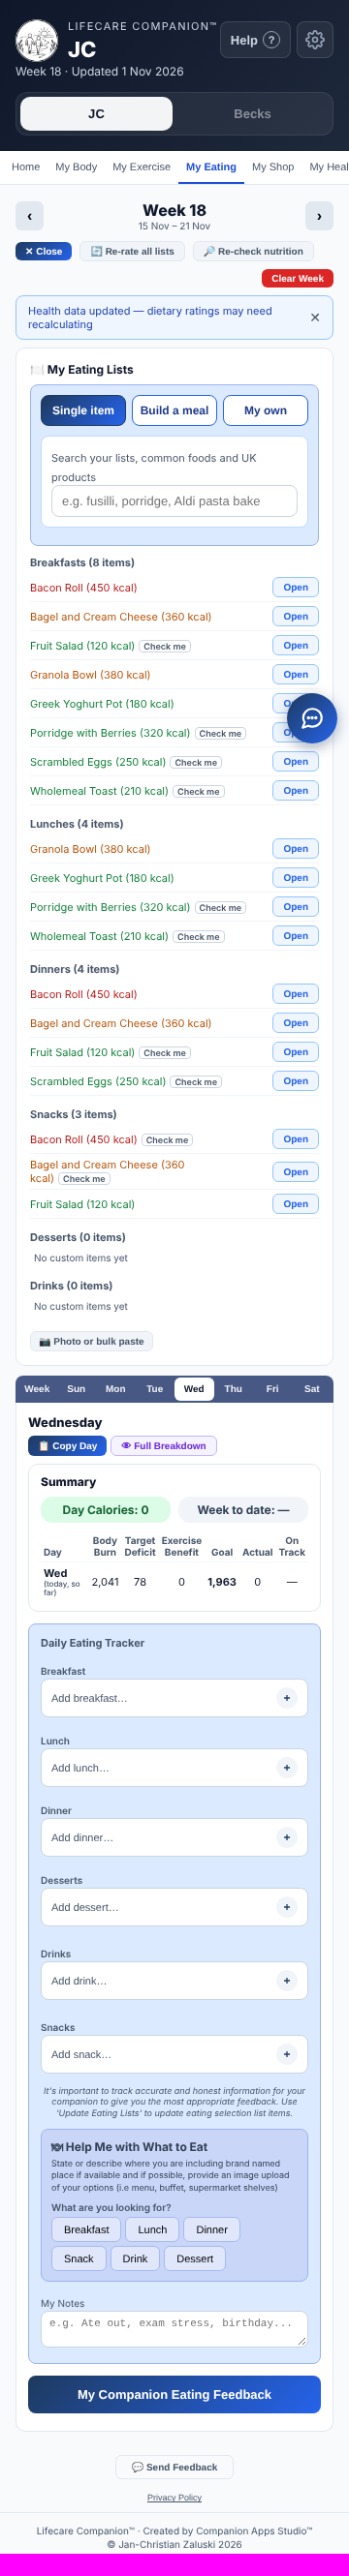 LIFECARE COMPANION™
JC
Week 18 · Updated 1 Nov 2026
Help ?
JC Becks
Home My Body My Exercise My Eating My Shop My Heal
‹ Week 18 ›
15 Nov – 21 Nov
✕ Close 🔄 Re-rate all lists 🔎 Re-check nutrition
Clear Week
Health data updated — dietary ratings may need
recalculating ✕
🍽 My Eating Lists
Single item Build a meal My own
Search your lists, common foods and UK
products
e.g. fusilli, porridge, Aldi pasta bake
Breakfasts (8 items)
Bacon Roll (450 kcal) Open
Bagel and Cream Cheese (360 kcal) Open
Fruit Salad (120 kcal) Check me Open
Granola Bowl (380 kcal) Open
Greek Yoghurt Pot (180 kcal)
Porridge with Berries (320 kcal) Check me
Scrambled Eggs (250 kcal) Check me Open
Wholemeal Toast (210 kcal) Check me Open
Lunches (4 items)
Granola Bowl (380 kcal) Open
Greek Yoghurt Pot (180 kcal) Open
Porridge with Berries (320 kcal) Check me Open
Wholemeal Toast (210 kcal) Check me Open
Dinners (4 items)
Bacon Roll (450 kcal) Open
Bagel and Cream Cheese (360 kcal) Open
Fruit Salad (120 kcal) Check me Open
Scrambled Eggs (250 kcal) Check me Open
Snacks (3 items)
Bacon Roll (450 kcal) Check me Open
Bagel and Cream Cheese (360
kcal) Check me Open
Fruit Salad (120 kcal) Open
Desserts (0 items)
No custom items yet
Drinks (0 items)
No custom items yet
📷 Photo or bulk paste
Week Sun Mon Tue Wed Thu Fri Sat
Wednesday
📋 Copy Day 👁 Full Breakdown
Summary
Day Calories: 0 Week to date: —
Day Body Burn Target Deficit Exercise Benefit Goal Actual On Track
Wed (today, so far) 2,041 78 0 1,963 0 —
Daily Eating Tracker
Breakfast
Add breakfast… +
Lunch
Add lunch… +
Dinner
Add dinner… +
Desserts
Add dessert… +
Drinks
Add drink… +
Snacks
Add snack… +
It's important to track accurate and honest information for your
companion to give you the most appropriate feedback. Use
'Update Eating Lists' to update eating selection list items.
🍽 Help Me with What to Eat
State or describe where you are including brand named
place if available and if possible, provide an image upload
of your options (i.e menu, buffet, supermarket shelves)
What are you looking for?
Breakfast Lunch Dinner
Snack Drink Dessert
My Notes
e.g. Ate out, exam stress, birthday...
My Companion Eating Feedback
💬 Send Feedback
Privacy Policy
Lifecare Companion™ · Created by Companion Apps Studio™
© Jan-Christian Zaluski 2026